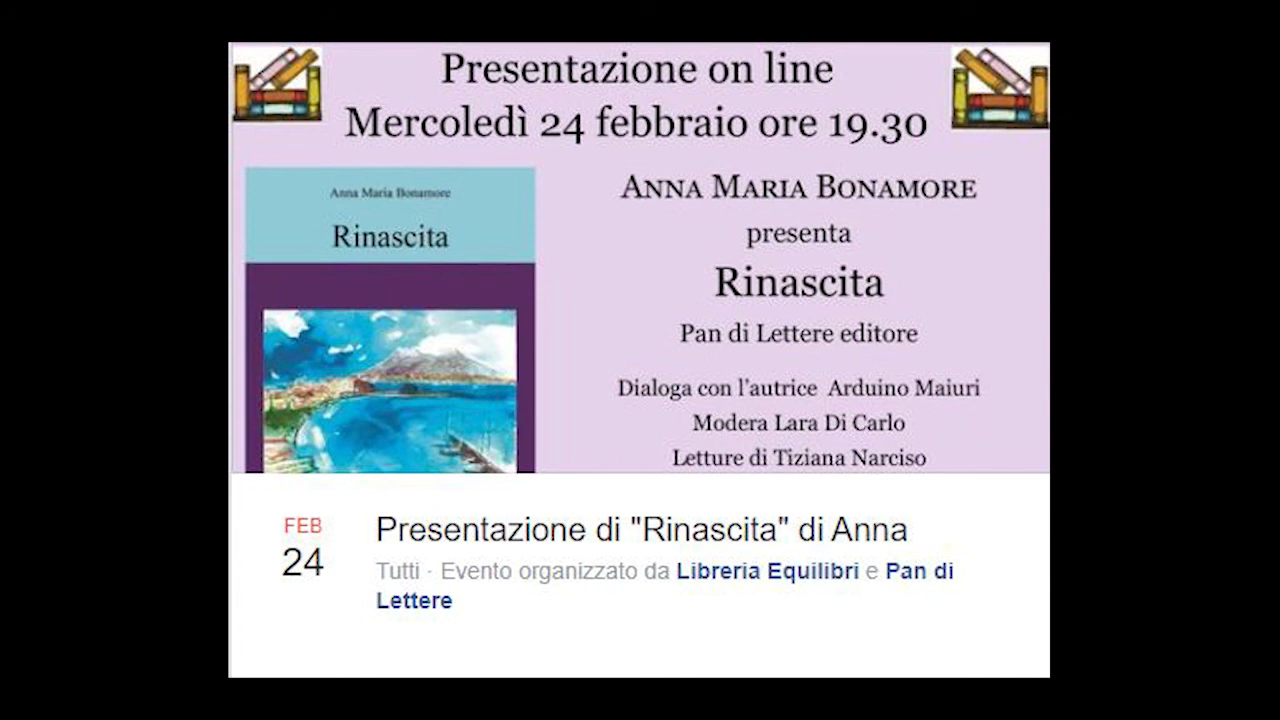 Presentazione on line
Mercoledì 24 febbraio ore 19.30
Anna Maria Bonamore
Rinascita
ANNA MARIA BONAMORE
presenta
Rinascita
Pan di Lettere editore
Dialoga con l'autrice Arduino Maiuri
Modera Lara Di Carlo
Letture di Tiziana Narciso
FEB
24
Presentazione di "Rinascita" di Anna
Tutti · Evento organizzato da Libreria Equilibri e Pan di
Lettere